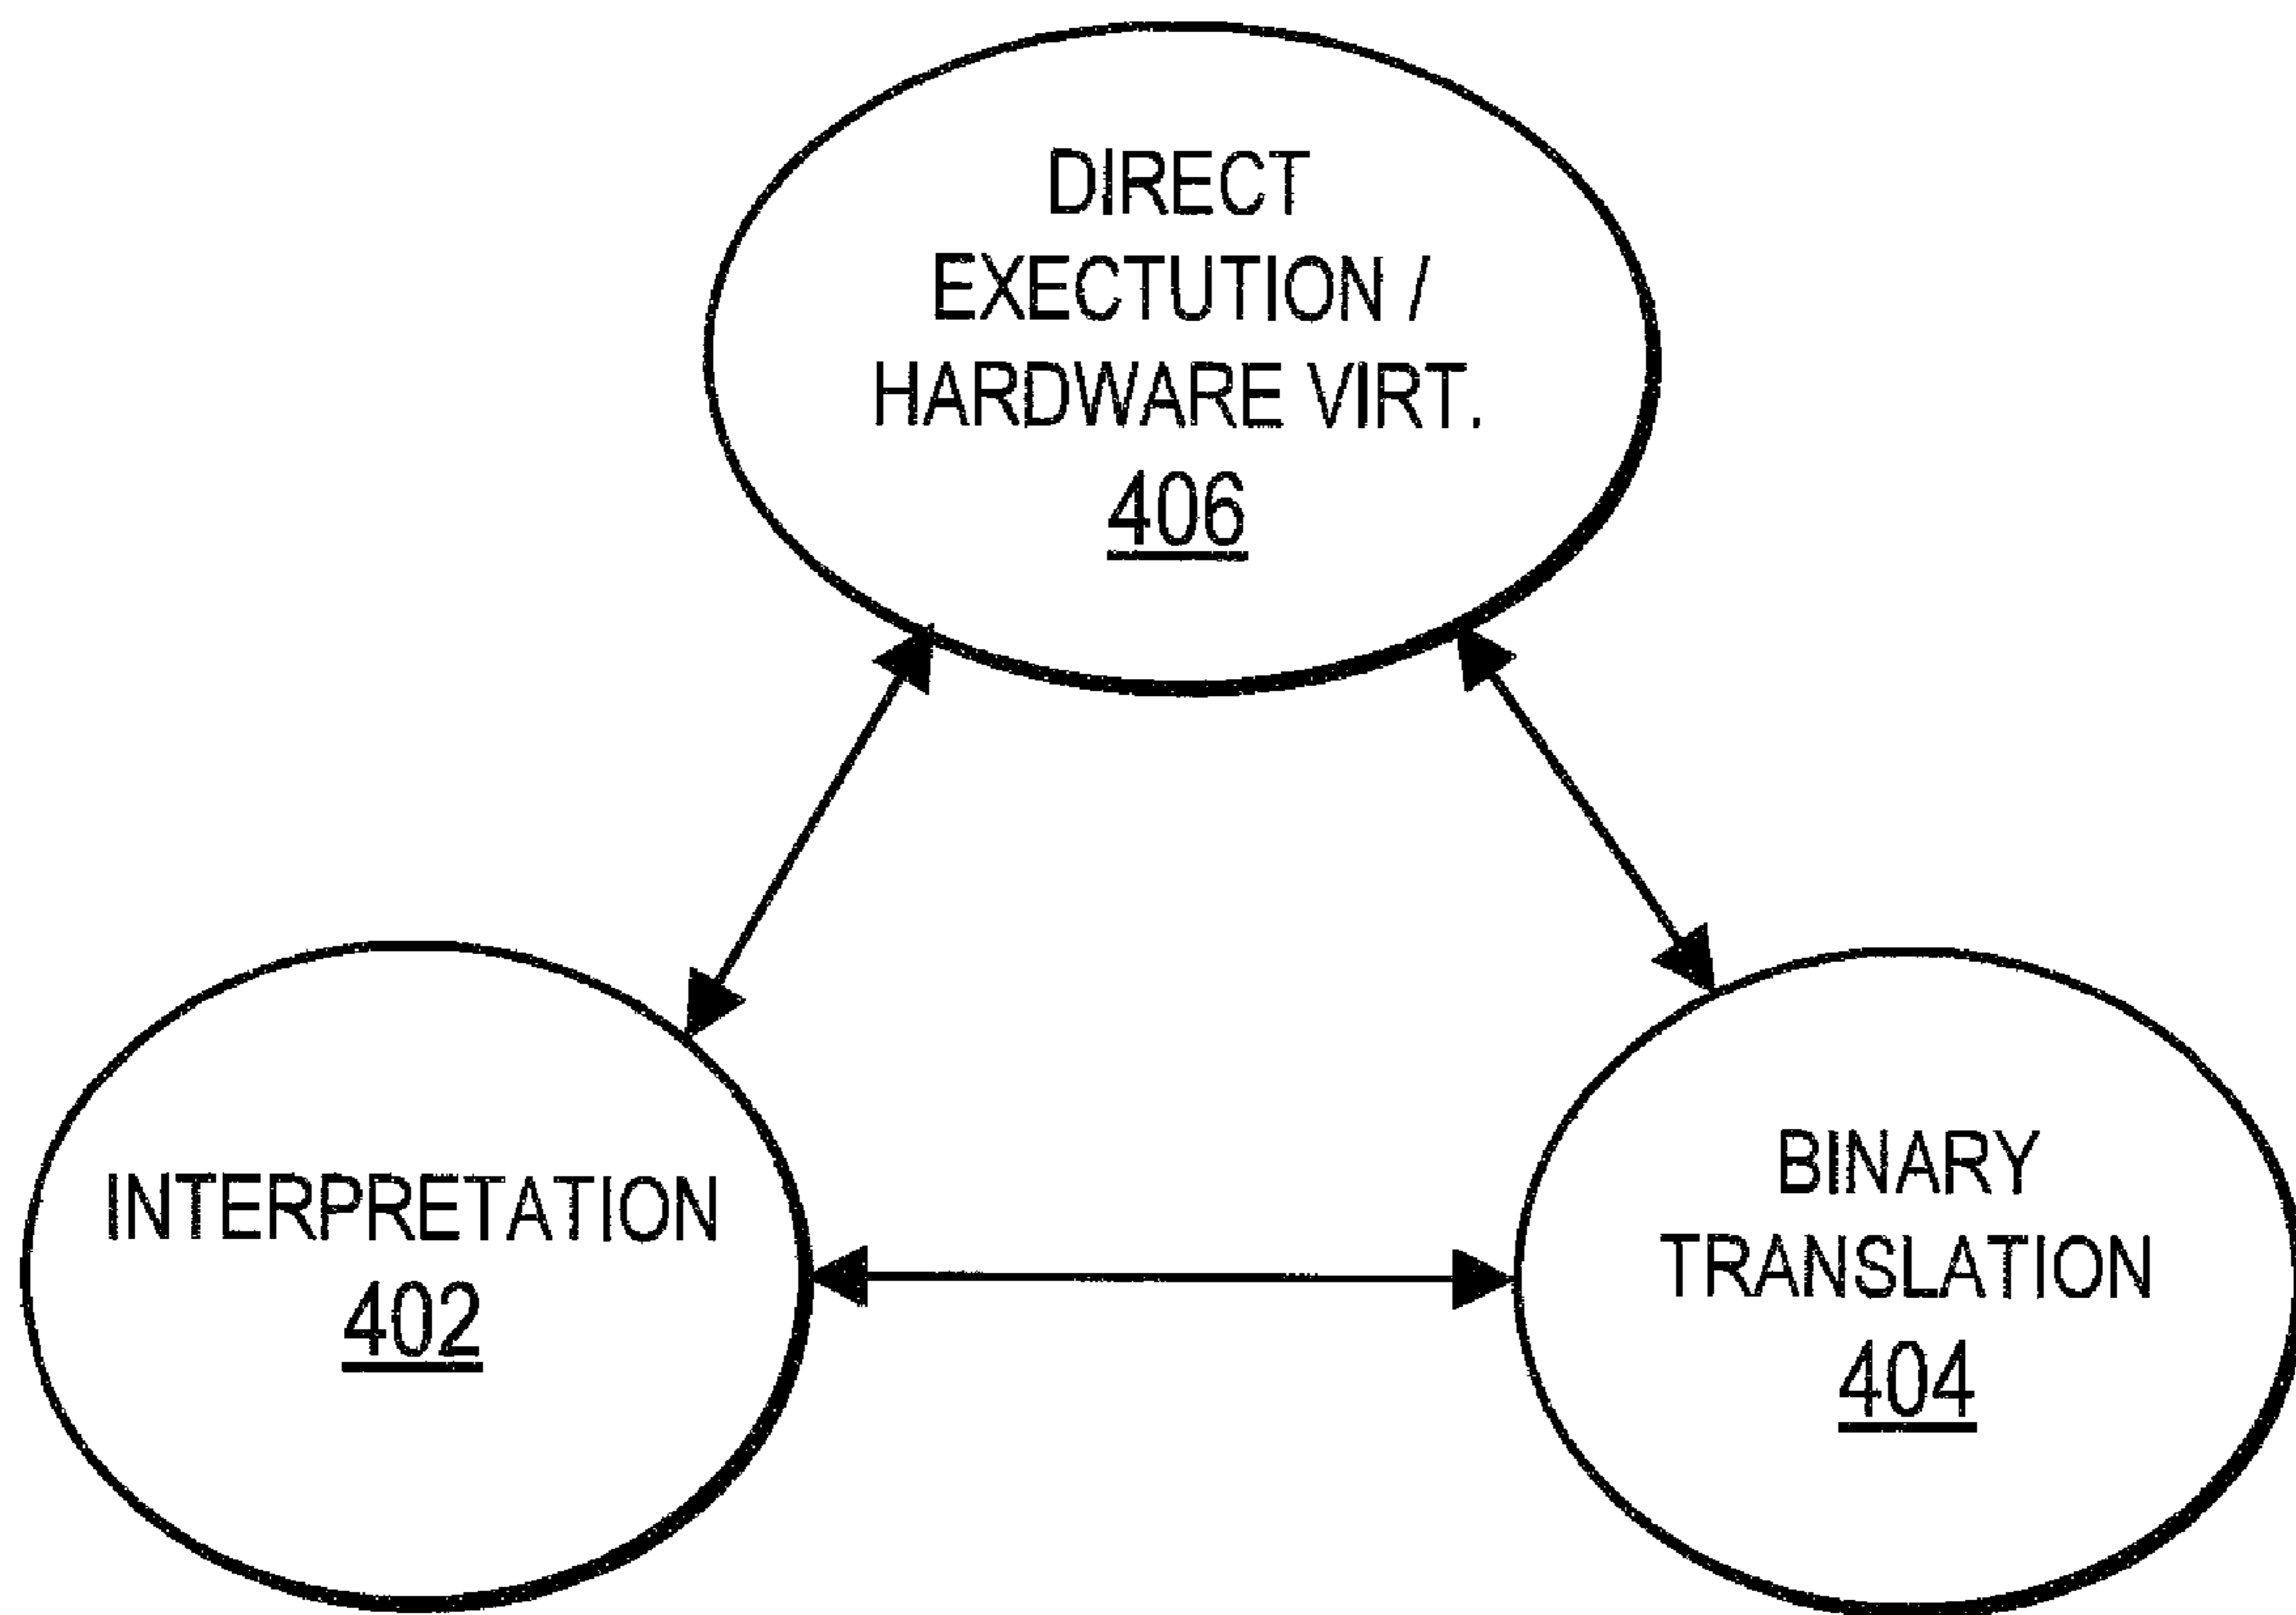 DIRECT
EXECTUTION /
HARDWARE VIRT.
406
INTERPRETATION
402
BINARY
TRANSLATION
404